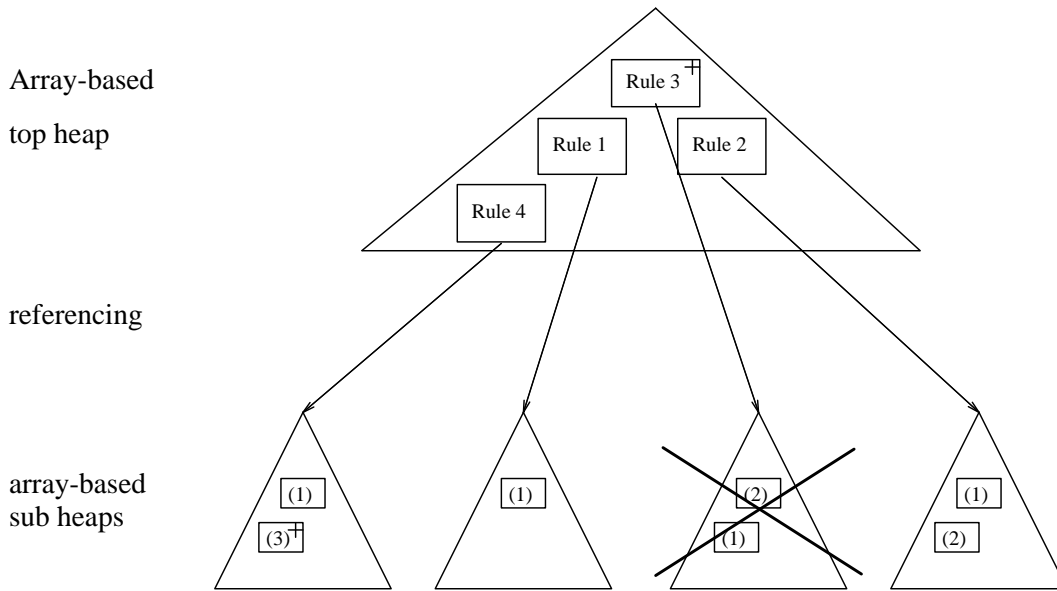 Array-based
top heap
Rule 3 +
Rule 1
Rule 2
Rule 4
referencing
array-based
sub heaps
(1)
(3)+
(1)
(2)
(1)
(1)
(2)